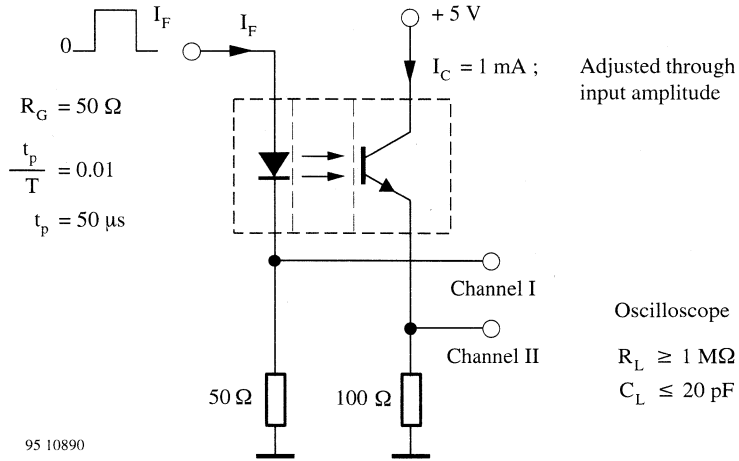 I_F
0
I_F
+ 5 V
I_C = 1 mA ;
Adjusted through
input amplitude
R_G = 50 Ω
t_p
T
= 0.01
t_p = 50 μs
Channel I
Channel II
50 Ω
100 Ω
Oscilloscope
R_L ≥ 1 MΩ
C_L ≤ 20 pF
95 10890